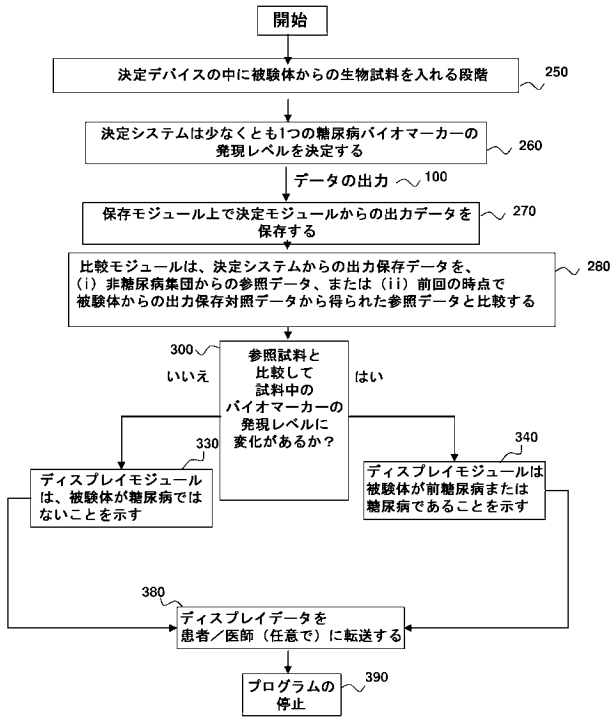 開始
決定デバイスの中に被験体からの生物試料を入れる段階
250
決定システムは少なくとも1つの糖尿病バイオマーカーの
発現レベルを決定する
260
データの出力
100
保存モジュール上で決定モジュールからの出力データを
保存する
270
比較モジュールは、決定システムからの出力保存データを、
(i) 非糖尿病集団からの参照データ、または (ii) 前回の時点で
被験体からの出力保存対照データから得られた参照データと比較する
280
300
参照試料と
比較して
試料中の
バイオマーカーの
発現レベルに
変化があるか?
いいえ
はい
330
ディスプレイモジュール
は、被験体が糖尿病では
ないことを示す
340
ディスプレイモジュールは
被験体が前糖尿病または
糖尿病であることを示す
380
ディスプレイデータを
患者/医師 (任意で) に転送する
プログラムの
停止
390